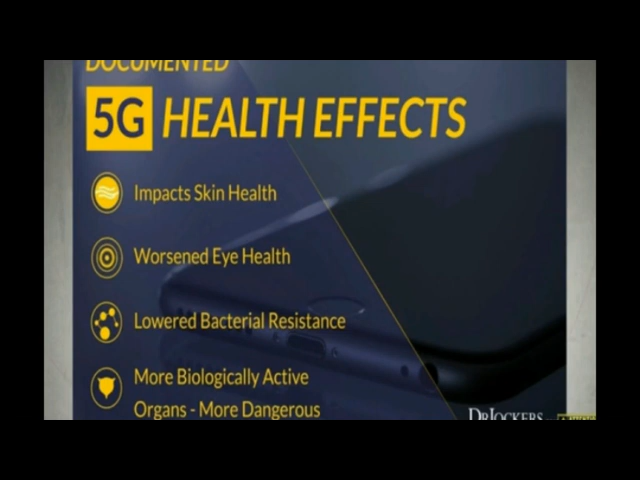 DOCUMENTED
5G HEALTH EFFECTS
Impacts Skin Health
Worsened Eye Health
Lowered Bacterial Resistance
More Biologically Active
Organs - More Dangerous
DRJOCKERS